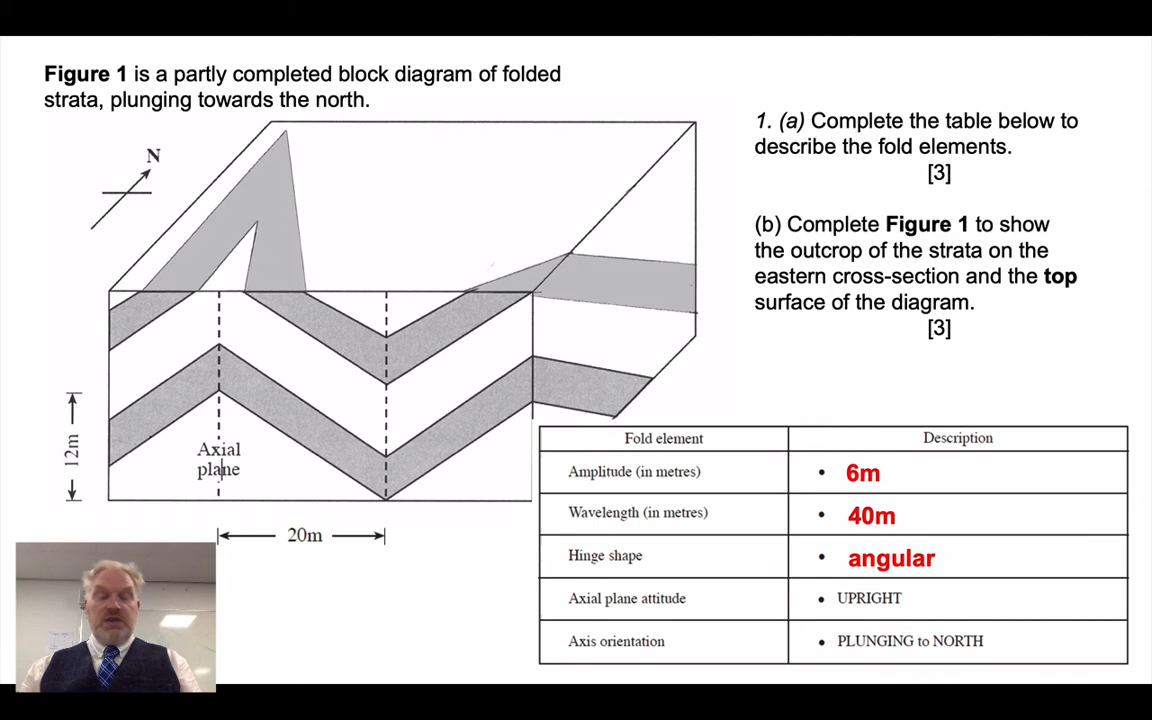 Figure 1 is a partly completed block diagram of folded
strata, plunging towards the north.
N
1. (a) Complete the table below to
describe the fold elements.
[3]
(b) Complete Figure 1 to show
the outcrop of the strata on the
eastern cross-section and the top
surface of the diagram.
[3]
12m
Axial
plane
20m
Fold element Description
Amplitude (in metres) • 6m
Wavelength (in metres) • 40m
Hinge shape • angular
Axial plane attitude • UPRIGHT
Axis orientation • PLUNGING to NORTH